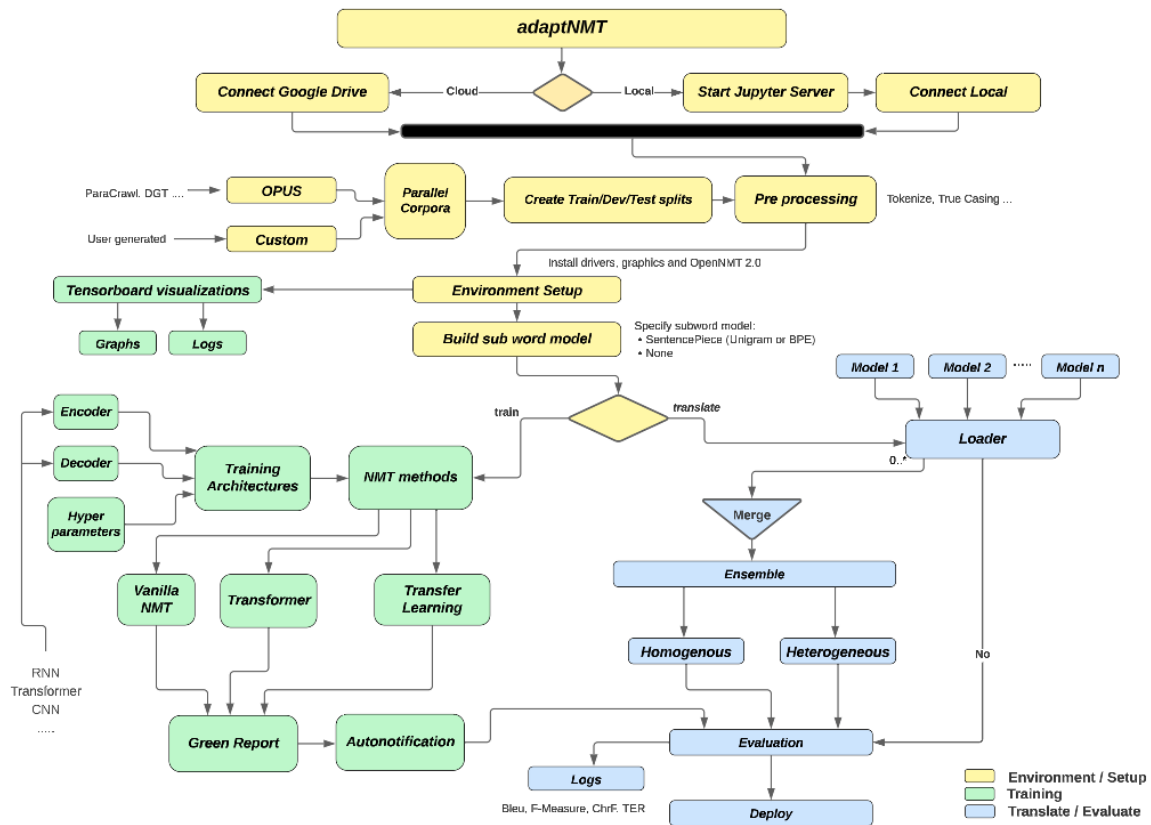 adaptNMT
Connect Google Drive
Cloud
Local
Start Jupyter Server
Connect Local
ParaCrawl. DGT ....
OPUS
Parallel
Corpora
Create Train/Dev/Test splits
Pre processing
Tokenize, True Casing ...
User generated
Custom
Install drivers, graphics and OpenNMT 2.0
Tensorboard visualizations
Environment Setup
Graphs
Logs
Build sub word model
Specify subword model:
• SentencePiece (Unigram or BPE)
• None
Model 1
Model 2
.....
Model n
train
translate
Encoder
Decoder
Hyper
parameters
Training
Architectures
NMT methods
Loader
0..*
Merge
Vanilla
NMT
Transformer
Transfer
Learning
Ensemble
Homogenous
Heterogeneous
No
RNN
Transformer
CNN
.....
Green Report
Autonotification
Evaluation
Logs
Bleu, F-Measure, ChrF. TER
Deploy
Environment / Setup
Training
Translate / Evaluate